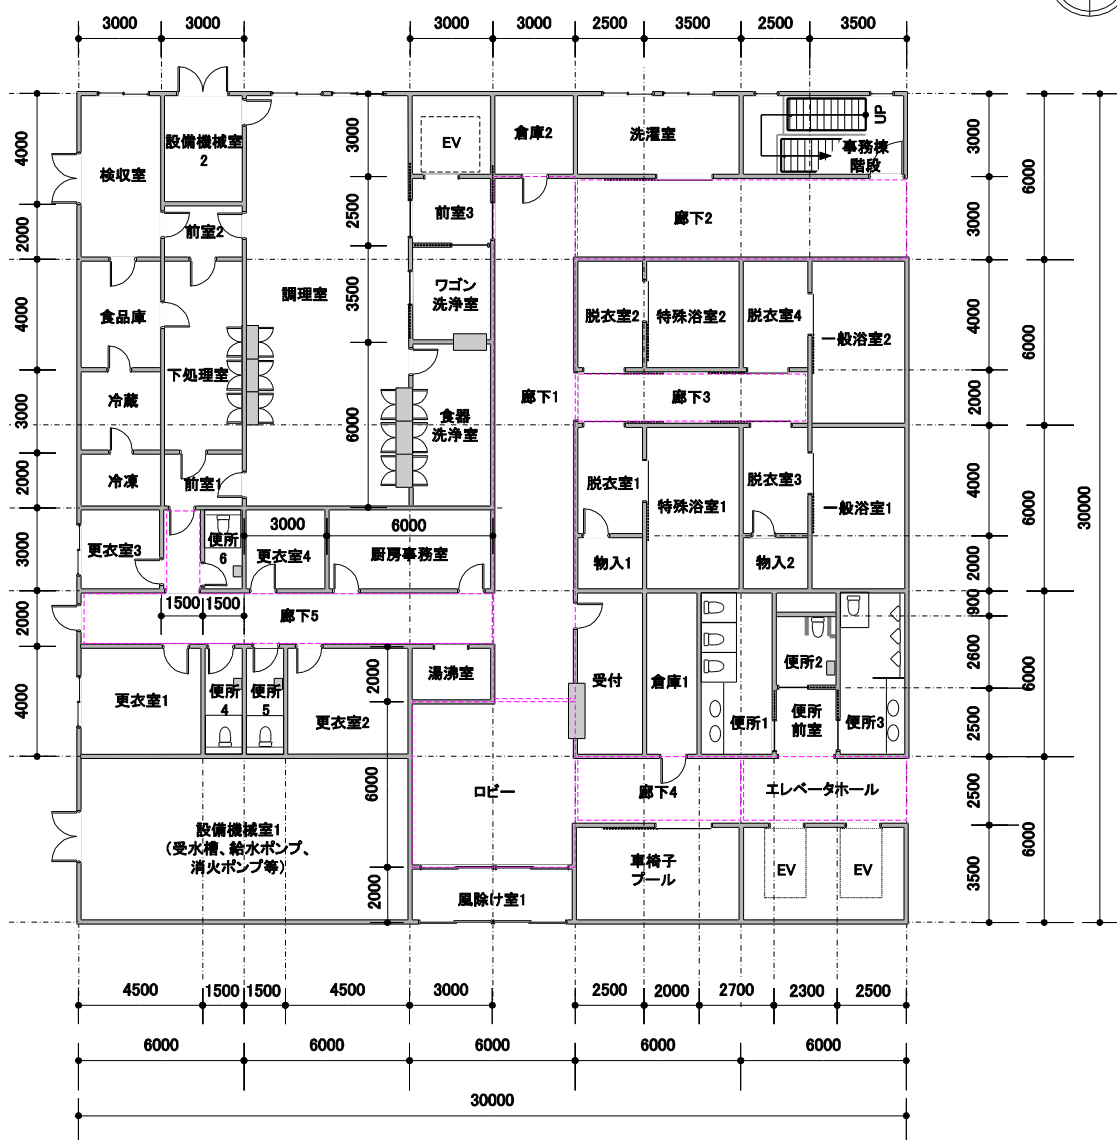 3000
3000
3000
3000
2500
3500
2500
3500
4000
2000
4000
3000
2000
3000
2000
4000
検収室
設備機械室
2
前室2
食品庫
下処理室
冷蔵
冷凍
前室1
調理室
3000
2500
3500
6000
EV
前室3
ワゴン
洗浄室
食器
洗浄室
倉庫2
洗濯室
UP
事務棟
階段
廊下2
廊下1
脱衣室2
特殊浴室2
脱衣室4
一般浴室2
廊下3
脱衣室1
特殊浴室1
脱衣室3
一般浴室1
物入1
物入2
更衣室3
便所
6
3000
更衣室4
6000
厨房事務室
1500
1500
廊下5
更衣室1
便所
4
便所
5
更衣室2
2000
湯沸室
受付
倉庫1
便所1
便所2
便所
前室
便所3
6000
ロビー
廊下4
エレベータホール
設備機械室1
(受水槽、給水ポンプ、
消火ポンプ等)
2000
風除け室1
車椅子
プール
EV
EV
3000
3000
4000
2000
4000
2000
900
2600
2500
2500
3500
6000
6000
6000
6000
6000
30000
4500
1500
1500
4500
3000
2500
2000
2700
2300
2500
6000
6000
6000
6000
6000
30000